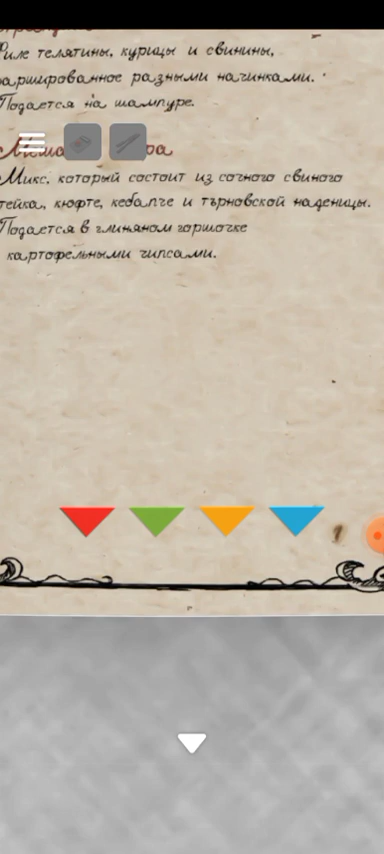 Филе телятины, курицы и свинины,
фаршированное разными начинками.
Подается на шампуре.
Микс, который состоит из сочного свиного
стейка, кюфте, кебапче и търновской наденицы.
Подается в глиняном горшочке
картофельными чипсами.